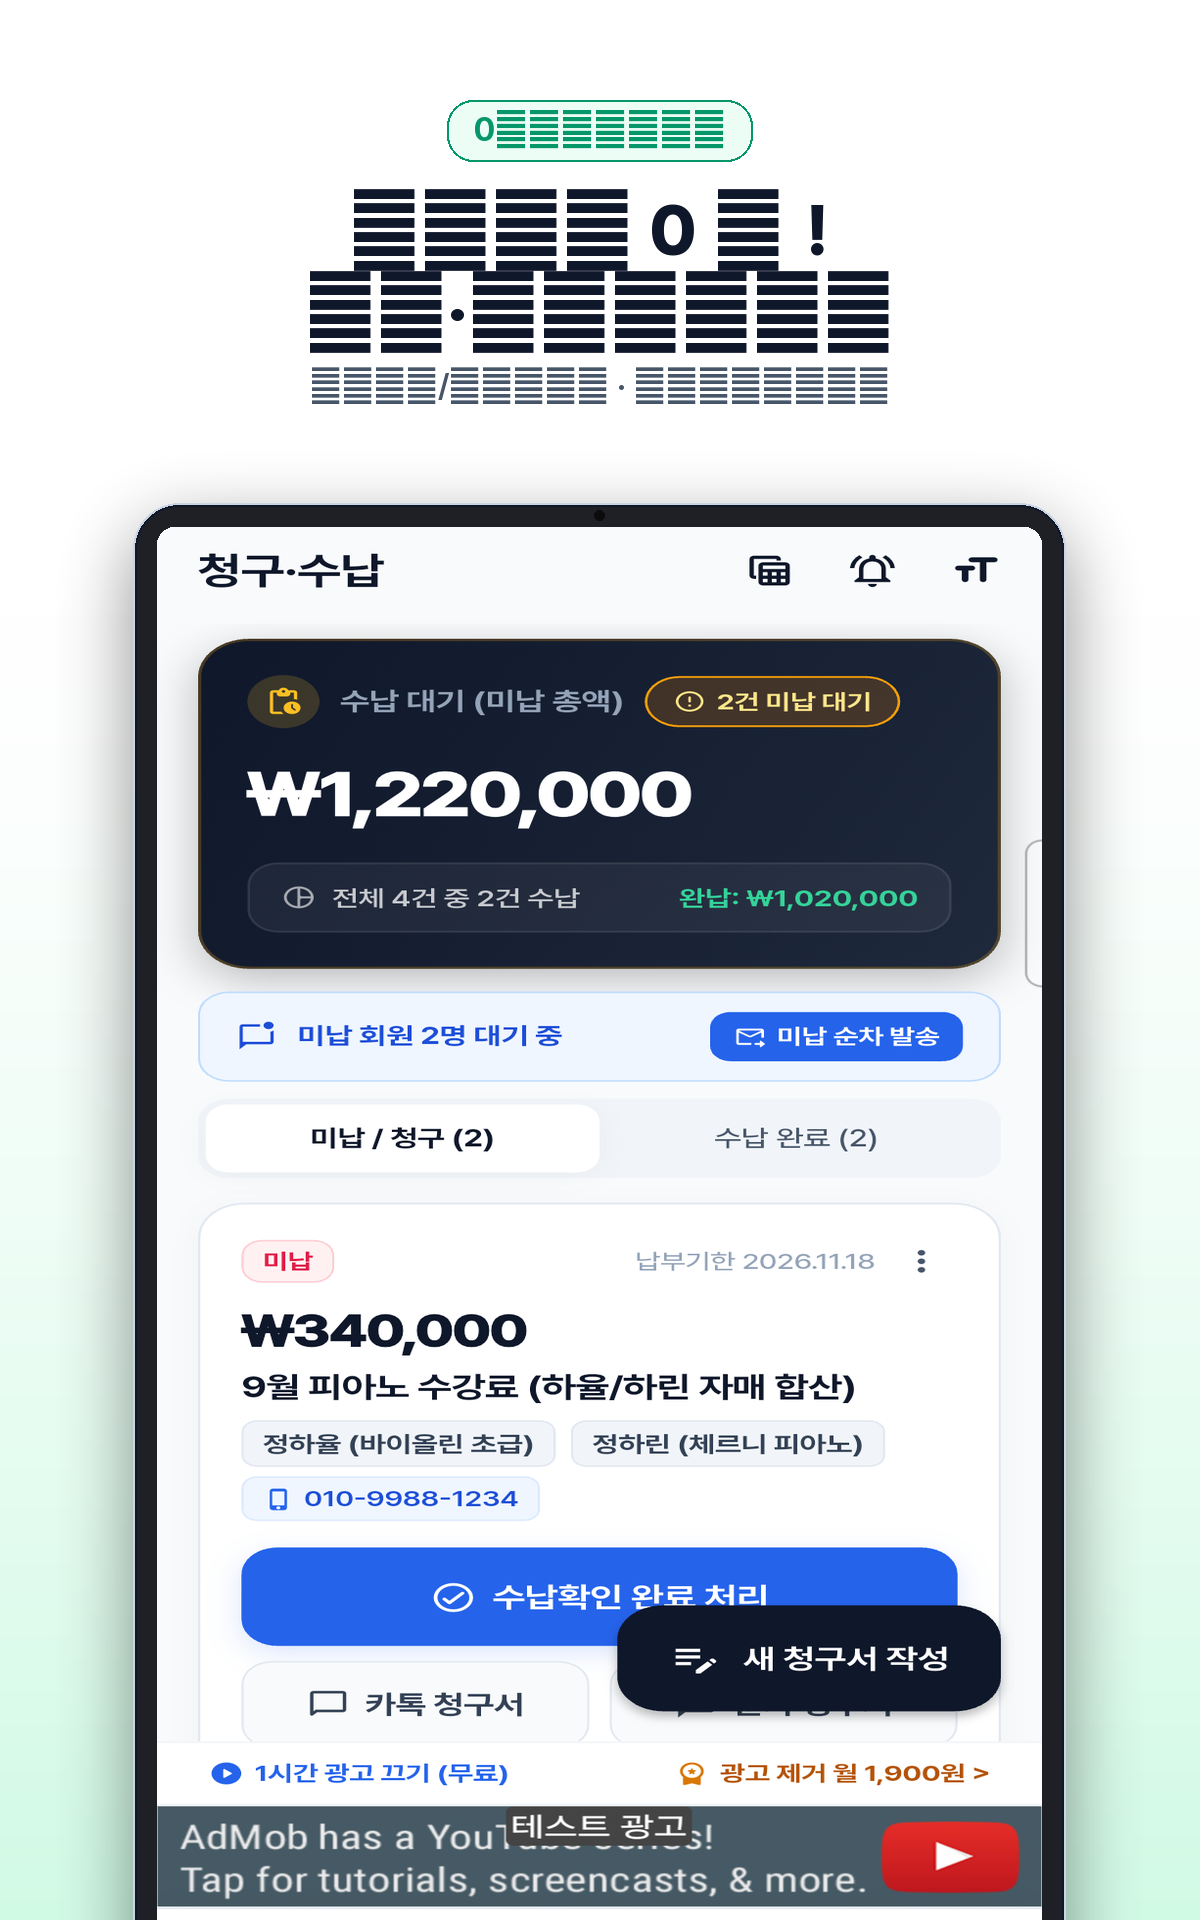 0
0 !
·
/ ·
청구·수납
수납 대기 (미납 총액)
2건 미납 대기
₩1,220,000
전체 4건 중 2건 수납
완납: ₩1,020,000
미납 회원 2명 대기 중
미납 순차 발송
미납 / 청구 (2)
수납 완료 (2)
미납
납부기한 2026.11.18
₩340,000
9월 피아노 수강료 (하율/하린 자매 합산)
정하율 (바이올린 초급)
정하린 (체르니 피아노)
010-9988-1234
수납확인 완료 처리
새 청구서 작성
카톡 청구서
1시간 광고 끄기 (무료)
광고 제거 월 1,900원 >
테스트 광고
AdMob has a YouTube series!
Tap for tutorials, screencasts, & more.